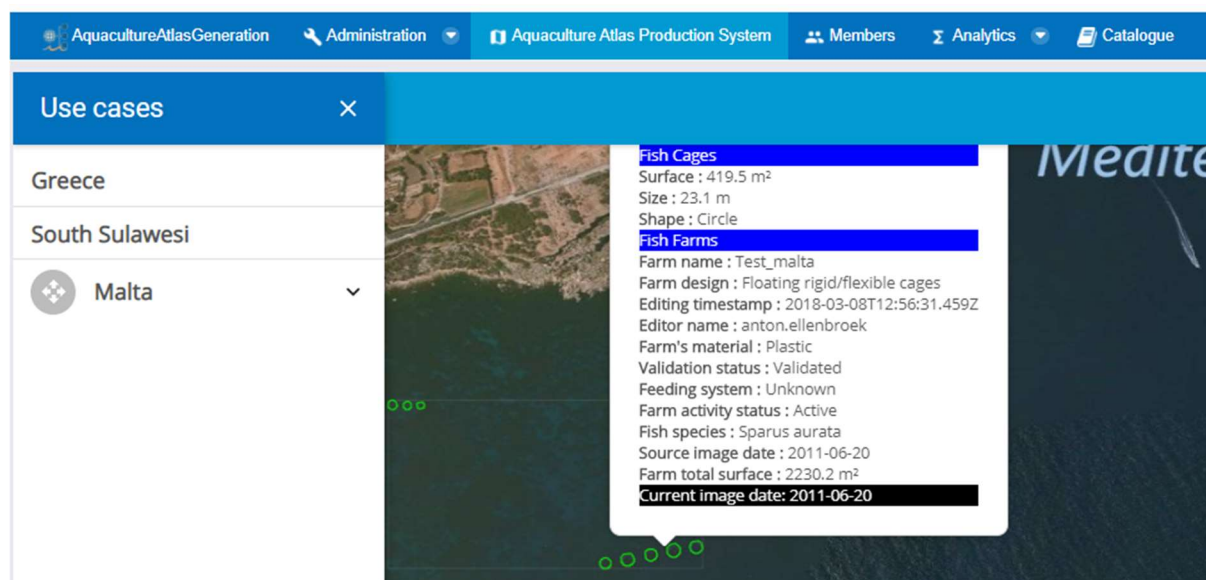 AquacultureAtlasGeneration Administration Aquaculture Atlas Production System Members Σ Analytics Catalogue
Use cases ×
Greece
South Sulawesi
Malta
Medite
Fish Cages
Surface : 419.5 m²
Size : 23.1 m
Shape : Circle
Fish Farms
Farm name : Test_malta
Farm design : Floating rigid/flexible cages
Editing timestamp : 2018-03-08T12:56:31.459Z
Editor name : anton.ellenbroek
Farm's material : Plastic
Validation status : Validated
Feeding system : Unknown
Farm activity status : Active
Fish species : Sparus aurata
Source image date : 2011-06-20
Farm total surface : 2230.2 m²
Current image date: 2011-06-20